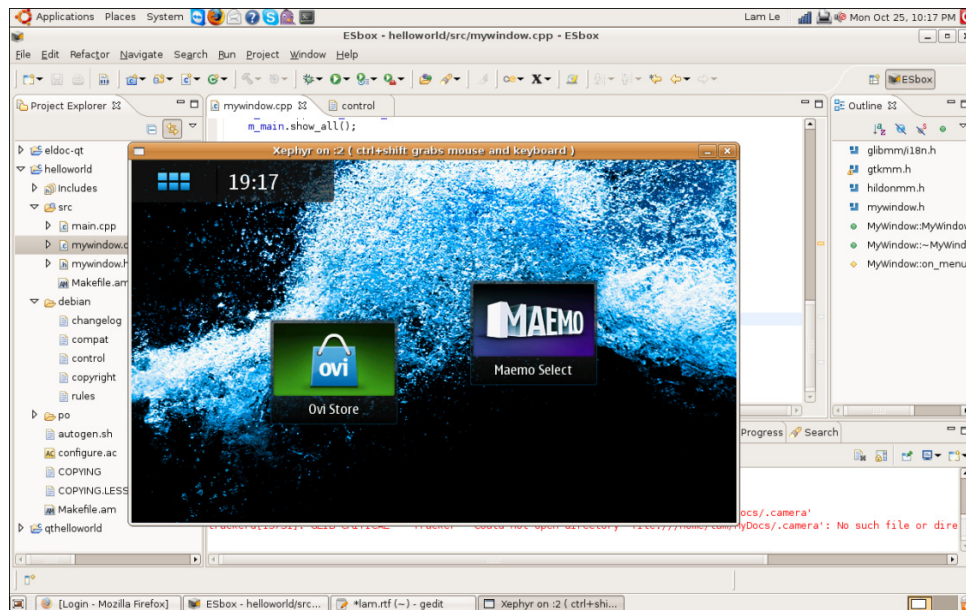 Applications Places System Lam Le Mon Oct 25, 10:17 PM
ESbox - helloworld/src/mywindow.cpp - ESbox
File Edit Refactor Navigate Search Run Project Window Help
ESbox
Project Explorer
mywindow.cpp
control
Outline
m_main.show_all();
Xephyr on :2 ( ctrl+shift grabs mouse and keyboard )
19:17
MAEMO
Maemo Select
ovi
Ovi Store
eldoc-qt
helloworld
Includes
src
main.cpp
mywindow.c
mywindow.h
Makefile.am
debian
changelog
compat
control
copyright
rules
po
autogen.sh
configure.ac
COPYING
COPYING.LESS
Makefile.am
qthelloworld
glibmm/i18n.h
gtkmm.h
hildonmm.h
mywindow.h
MyWindow::MyWindow
MyWindow::~MyWind
MyWindow::on_menu
Progress Search
ocs/.camera'
MyDocs/.camera': No such file or dire
[Login - Mozilla Firefox] ESbox - helloworld/src... *lam.rtf (~) - gedit Xephyr on :2 ( ctrl+shi...